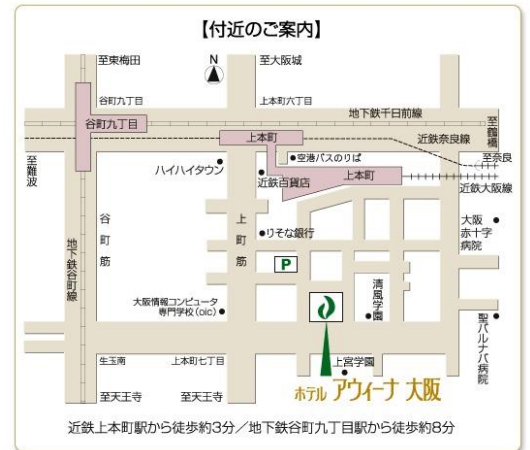 【付近のご案内】
至東梅田
N
至大阪城
谷町九丁目
上本町六丁目
地下鉄千日前線
至鶴橋
谷町九丁目
上本町
近鉄奈良線
至難波
ハイハイタウン
空港バスのりば
至奈良
近鉄百貨店
上本町
近鉄大阪線
谷町筋
上町筋
りそな銀行
大阪赤十字病院
地下鉄谷町線
P
清風学園
大阪情報コンピュータ
専門学校(oic)
聖バルナバ病院
生玉南
上本町七丁目
上宮学園
至天王寺
至天王寺
ホテル アウィーナ 大阪
近鉄上本町駅から徒歩約3分/地下鉄谷町九丁目駅から徒歩約8分